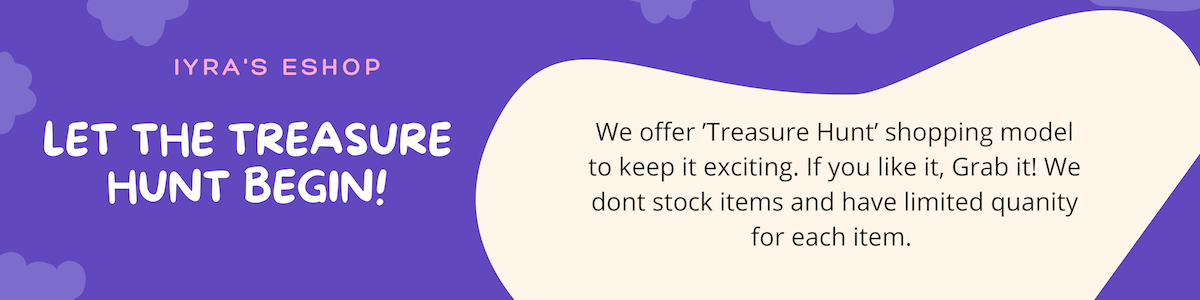 IYRA'S ESHOP
LET THE TREASURE
HUNT BEGIN!
We offer ’Treasure Hunt’ shopping model
to keep it exciting. If you like it, Grab it! We
dont stock items and have limited quanity
for each item.